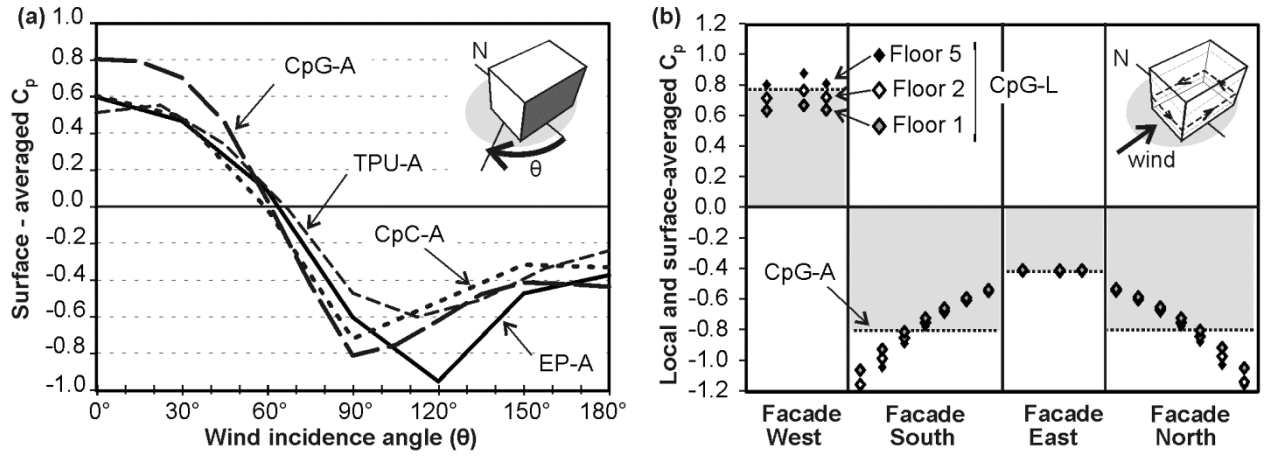 (a)
Surface - averaged Cp
1.0
0.8
0.6
0.4
0.2
0.0
-0.2
-0.4
-0.6
-0.8
-1.0
CpG-A
TPU-A
CpC-A
EP-A
N
θ
0°
30°
60°
90°
120°
150°
180°
Wind incidence angle (θ)
(b)
Local and surface-averaged Cp
1.2
1.0
0.8
0.6
0.4
0.2
0.0
-0.2
-0.4
-0.6
-0.8
-1.0
-1.2
Floor 5
Floor 2
Floor 1
CpG-L
N
wind
CpG-A
Facade
West
Facade
South
Facade
East
Facade
North